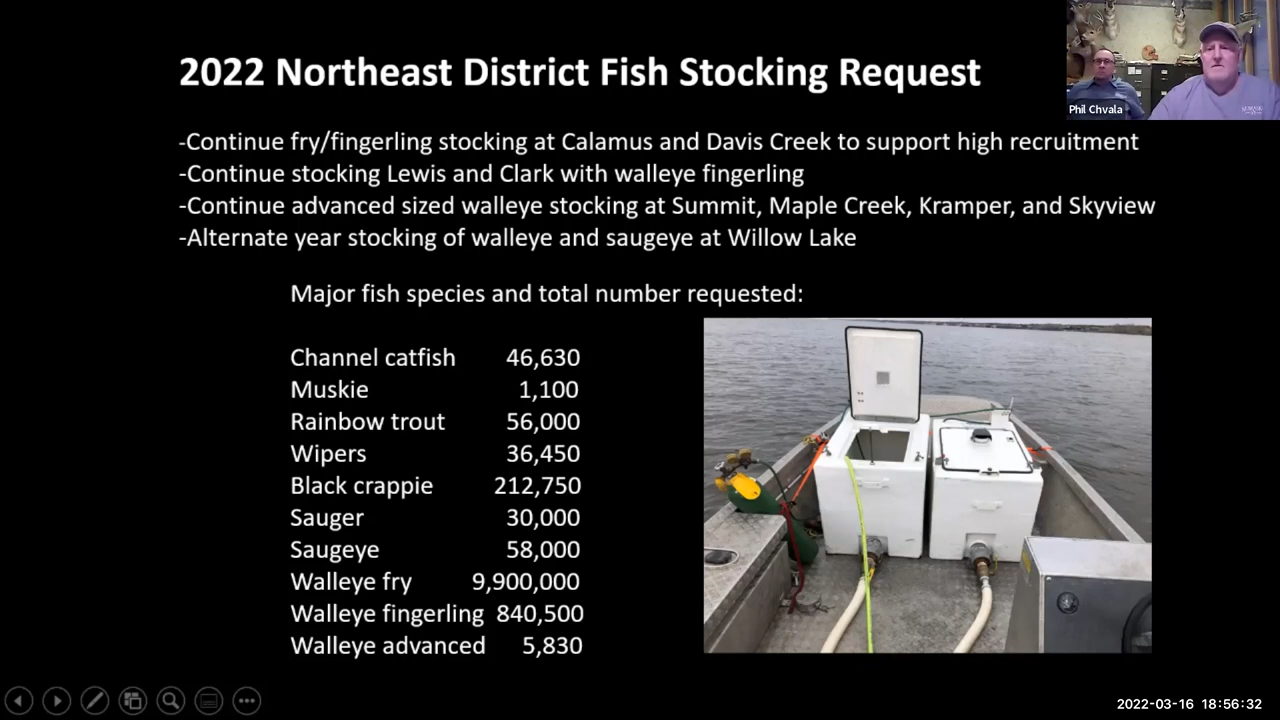 2022 Northeast District Fish Stocking Request
Phil Chvala
-Continue fry/fingerling stocking at Calamus and Davis Creek to support high recruitment
-Continue stocking Lewis and Clark with walleye fingerling
-Continue advanced sized walleye stocking at Summit, Maple Creek, Kramper, and Skyview
-Alternate year stocking of walleye and saugeye at Willow Lake
Major fish species and total number requested:
Channel catfish 46,630
Muskie 1,100
Rainbow trout 56,000
Wipers 36,450
Black crappie 212,750
Sauger 30,000
Saugeye 58,000
Walleye fry 9,900,000
Walleye fingerling 840,500
Walleye advanced 5,830
2022-03-16 18:56:32